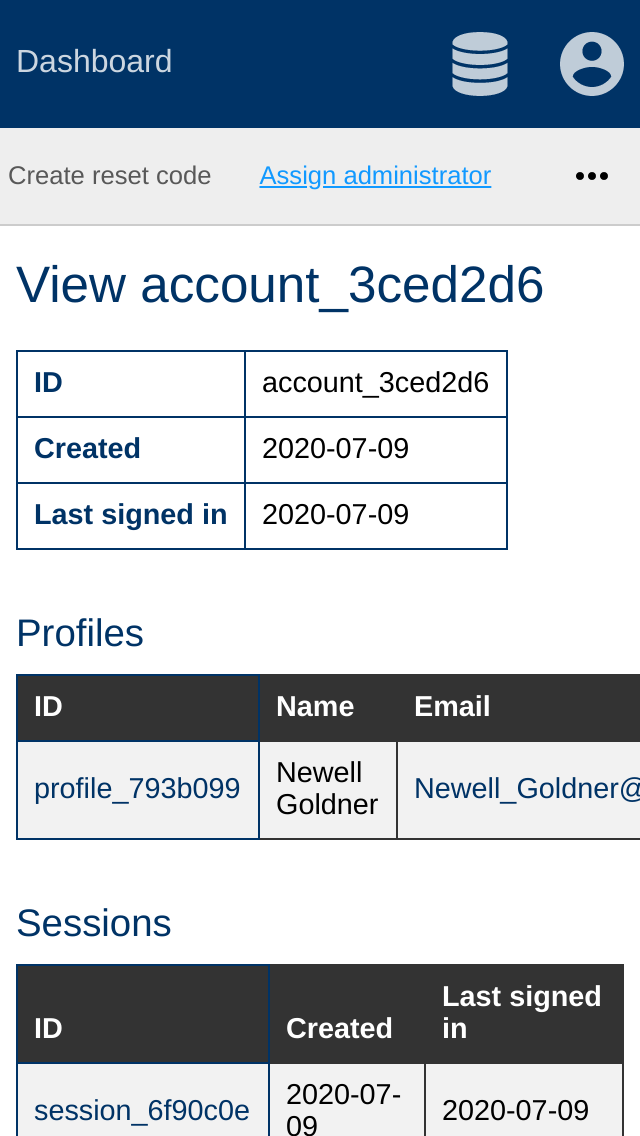 Dashboard
Create reset code Assign administrator
View account_3ced2d6
ID account_3ced2d6
Created 2020-07-09
Last signed in 2020-07-09
Profiles
ID Name Email
profile_793b099 Newell Goldner Newell_Goldner@
Sessions
ID Created Last signed in
session_6f90c0e 2020-07-09 2020-07-09